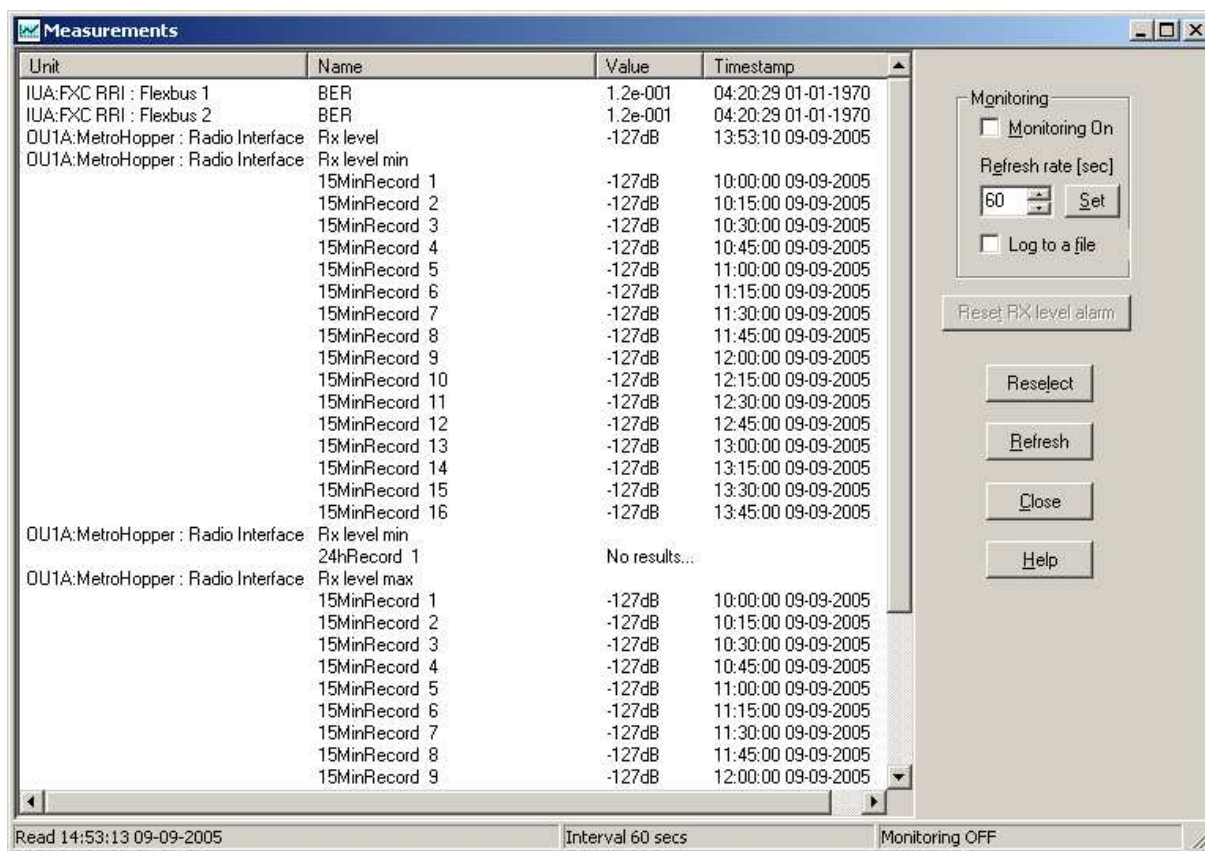 Measurements
Unit Name Value Timestamp
IUA:FXC RRI : Flexbus 1 BER 1.2e-001 04:20:29 01-01-1970
IUA:FXC RRI : Flexbus 2 BER 1.2e-001 04:20:29 01-01-1970
OU1A:MetroHopper : Radio Interface Rx level -127dB 13:53:10 09-09-2005
OU1A:MetroHopper : Radio Interface Rx level min
15MinRecord 1 -127dB 10:00:00 09-09-2005
15MinRecord 2 -127dB 10:15:00 09-09-2005
15MinRecord 3 -127dB 10:30:00 09-09-2005
15MinRecord 4 -127dB 10:45:00 09-09-2005
15MinRecord 5 -127dB 11:00:00 09-09-2005
15MinRecord 6 -127dB 11:15:00 09-09-2005
15MinRecord 7 -127dB 11:30:00 09-09-2005
15MinRecord 8 -127dB 11:45:00 09-09-2005
15MinRecord 9 -127dB 12:00:00 09-09-2005
15MinRecord 10 -127dB 12:15:00 09-09-2005
15MinRecord 11 -127dB 12:30:00 09-09-2005
15MinRecord 12 -127dB 12:45:00 09-09-2005
15MinRecord 13 -127dB 13:00:00 09-09-2005
15MinRecord 14 -127dB 13:15:00 09-09-2005
15MinRecord 15 -127dB 13:30:00 09-09-2005
15MinRecord 16 -127dB 13:45:00 09-09-2005
OU1A:MetroHopper : Radio Interface Rx level min
24hRecord 1 No results...
OU1A:MetroHopper : Radio Interface Rx level max
15MinRecord 1 -127dB 10:00:00 09-09-2005
15MinRecord 2 -127dB 10:15:00 09-09-2005
15MinRecord 3 -127dB 10:30:00 09-09-2005
15MinRecord 4 -127dB 10:45:00 09-09-2005
15MinRecord 5 -127dB 11:00:00 09-09-2005
15MinRecord 6 -127dB 11:15:00 09-09-2005
15MinRecord 7 -127dB 11:30:00 09-09-2005
15MinRecord 8 -127dB 11:45:00 09-09-2005
15MinRecord 9 -127dB 12:00:00 09-09-2005
Monitoring
Monitoring On
Refresh rate [sec]
60 Set
Log to a file
Reset RX level alarm
Reselect
Refresh
Close
Help
Read 14:53:13 09-09-2005 Interval 60 secs Monitoring OFF